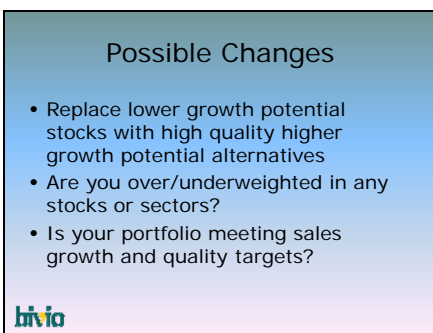 Possible Changes
• Replace lower growth potential
stocks with high quality higher
growth potential alternatives
• Are you over/underweighted in any
stocks or sectors?
• Is your portfolio meeting sales
growth and quality targets?
bivio